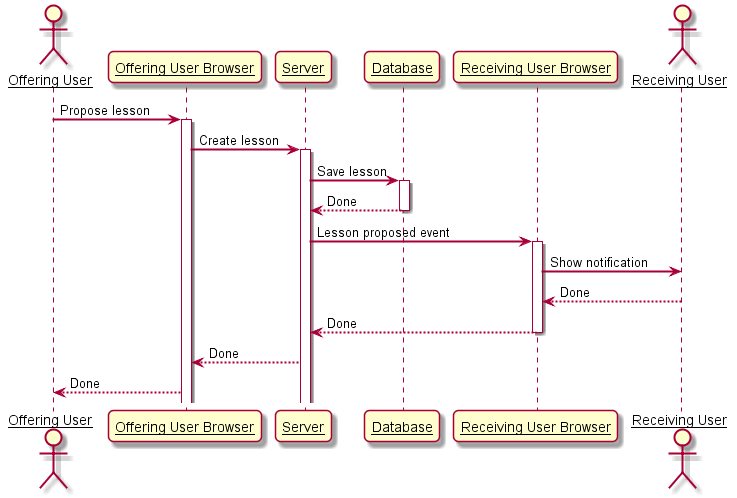 Offering User
Offering User Browser
Server
Database
Receiving User Browser
Receiving User
Propose lesson
Create lesson
Save lesson
Done
Lesson proposed event
Show notification
Done
Done
Done
Done
Offering User
Offering User Browser
Server
Database
Receiving User Browser
Receiving User